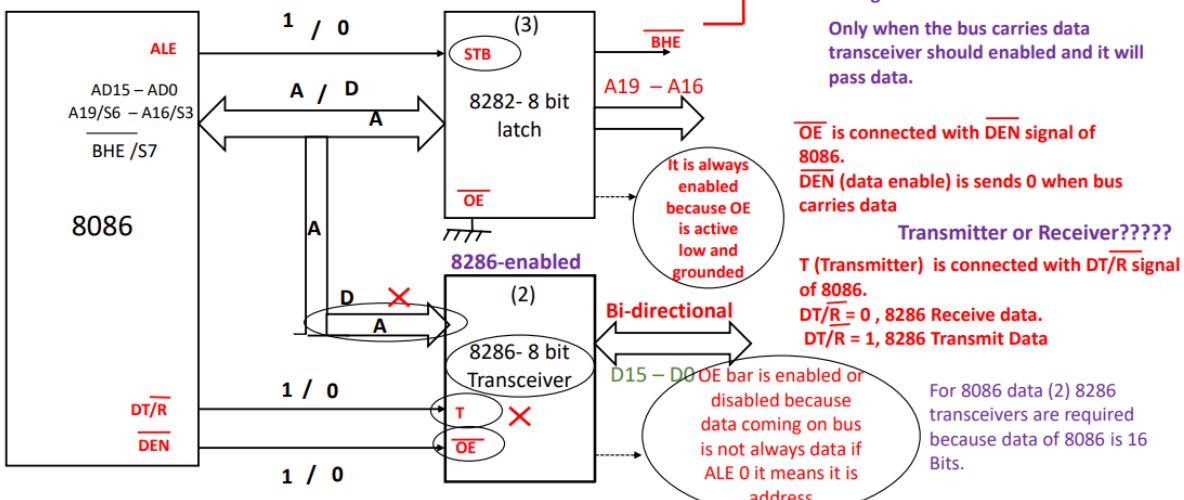 1 / 0
ALE
AD15 – AD0
A19/S6 – A16/S3
BHE /S7
8086
DT/R
DEN
A / D
A
A
D
A
1 / 0
1 / 0
(3)
STB
8282- 8 bit
latch
OE
BHE
A19 – A16
It is always
enabled
because OE
is active
low and
grounded
8286-enabled
(2)
8286- 8 bit
Transceiver
T
OE
Bi-directional
D15 – D0
OE bar is enabled or
disabled because
data coming on bus
is not always data if
ALE 0 it means it is
address
Only when the bus carries data
transceiver should enabled and it will
pass data.
OE is connected with DEN signal of
8086.
DEN (data enable) is sends 0 when bus
carries data
Transmitter or Receiver?????
T (Transmitter) is connected with DT/R signal
of 8086.
DT/R = 0 , 8286 Receive data.
DT/R = 1, 8286 Transmit Data
For 8086 data (2) 8286
transceivers are required
because data of 8086 is 16
Bits.